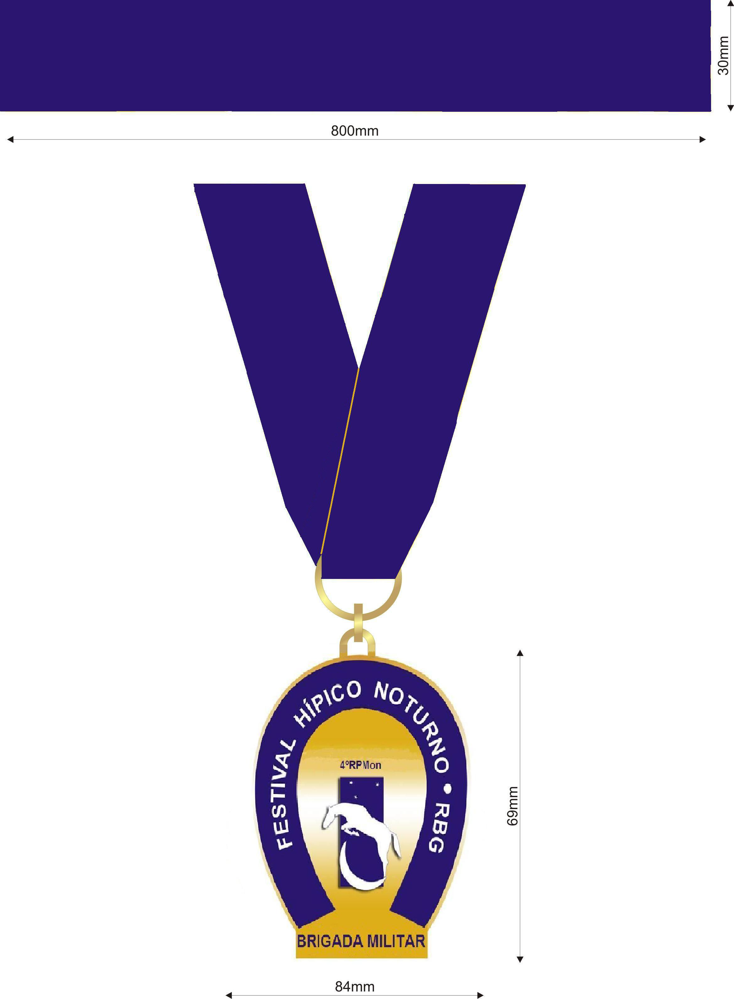 30mm
800mm
FESTIVAL HÍPICO NOTURNO • RBG
4ºRPMon
69mm
BRIGADA MILITAR
84mm